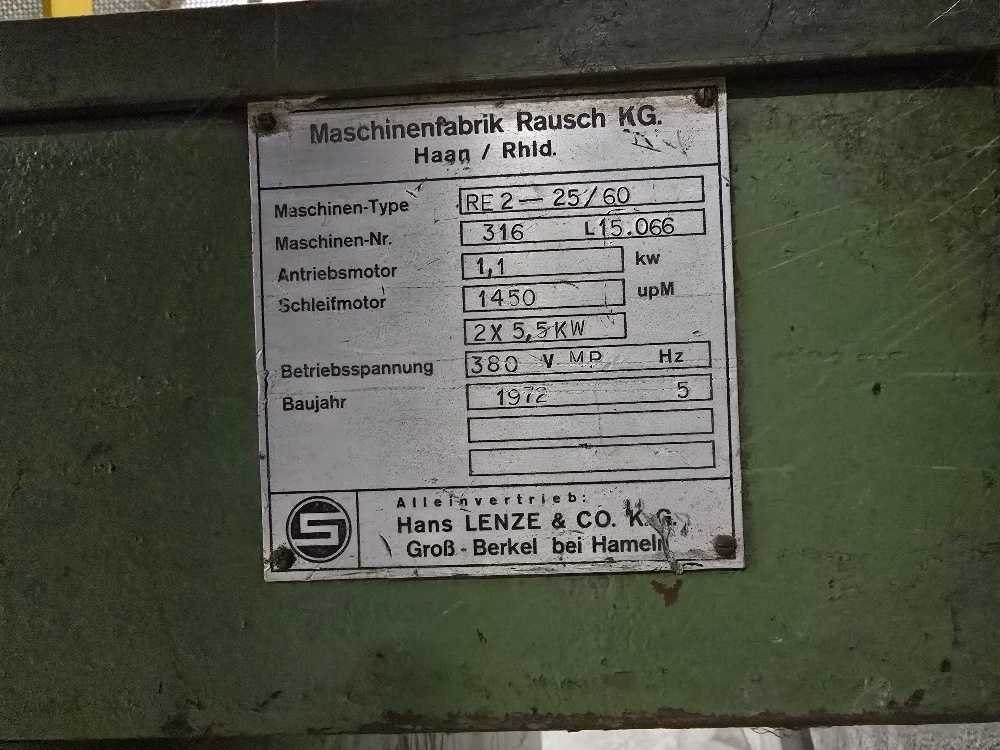 Maschinenfabrik Rausch KG.
Haan / Rhld.
Maschinen-Type RE 2 — 25/60
Maschinen-Nr. 316 L15.066
Antriebsmotor 1,1 kw
Schleifmotor 1450 upM
2 X 5,5 KW
Betriebsspannung 380 V MP Hz
Baujahr 1972 5
Alleinvertrieb:
Hans LENZE & CO. K.G.
Groß-Berkel bei Hameln